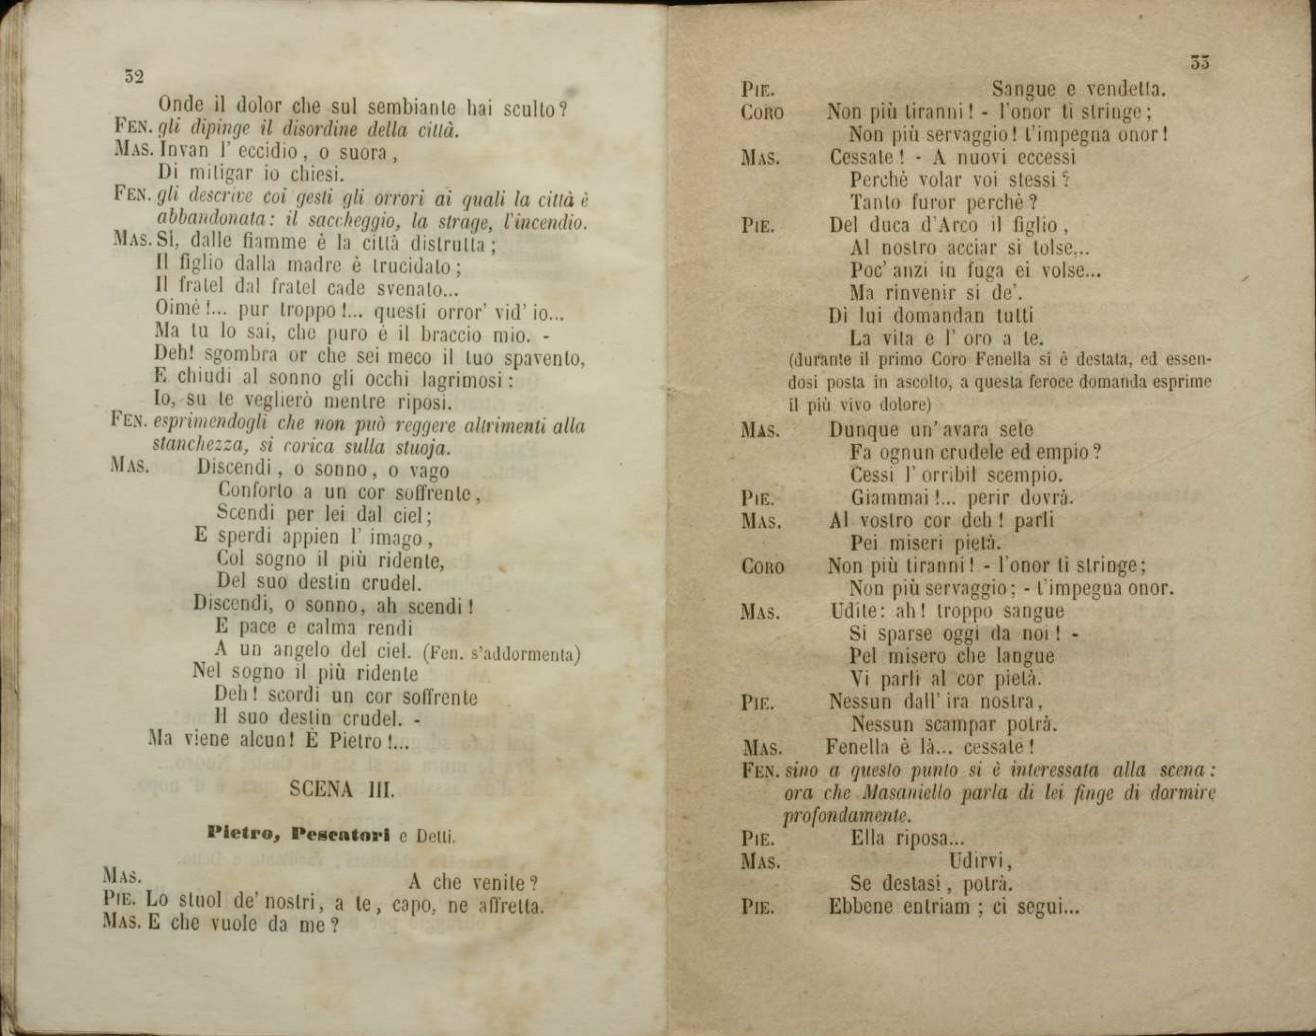 32
Onde il dolor che sul sembiante hai sculto?
FEN. gli dipinge il disordine della città.
MAS. Invan l' eccidio, o suora,
Di mitigar io chiesi.
FEN. gli descrive coi gesti gli orrori ai quali la città è
abbandonata: il saccheggio, la strage, l'incendio.
MAS. Sì, dalle fiamme è la città distrutta;
Il figlio dalla madre è trucidato;
Il fratel dal fratel cade svenato...
Oimé!... pur troppo!... questi orror' vid' io...
Ma tu lo sai, che puro è il braccio mio. -
Deh! sgombra or che sei meco il tuo spavento,
E chiudi al sonno gli occhi lagrimosi:
Io, su te veglierò mentre riposi.
FEN. esprimendogli che non può reggere altrimenti alla
stanchezza, si corica sulla stuoja.
MAS. Discendi, o sonno, o vago
Conforto a un cor soffrente,
Scendi per lei dal ciel;
E sperdi appien l' imago,
Col sogno il più ridente,
Del suo destin crudel.
Discendi, o sonno, ah scendi!
E pace e calma rendi
A un angelo del ciel. (Fen. s'addormenta)
Nel sogno il più ridente
Deh! scordi un cor soffrente
Il suo destin crudel. -
Ma viene alcun! È Pietro!...
SCENA III.
Pietro, Pescatori e Detti.
MAS. A che venite?
PIE. Lo stuol de' nostri, a te, capo, ne affretta.
MAS. E che vuole da me?
33
PIE. Sangue e vendetta.
CORO Non più tiranni! - l'onor ti stringe;
Non più servaggio! t'impegna onor!
MAS. Cessate! - A nuovi eccessi
Perchè volar voi stessi?
Tanto furor perchè?
PIE. Del duca d'Arco il figlio,
Al nostro acciar si tolse...
Poc' anzi in fuga ei volse...
Ma rinvenir si de'.
Di lui domandan tutti
La vita e l' oro a te.
(durante il primo Coro Fenella si è destata, ed essen-
dosi posta in ascolto, a questa feroce domanda esprime
il più vivo dolore)
MAS. Dunque un' avara sete
Fa ognun crudele ed empio?
Cessi l' orribil scempio.
PIE. Giammai!... perir dovrà.
MAS. Al vostro cor deh! parli
Pei miseri pietà.
CORO Non più tiranni! - l'onor ti stringe;
Non più servaggio; - t'impegna onor.
MAS. Udite: ah! troppo sangue
Si sparse oggi da noi! -
Pel misero che langue
Vi parli al cor pietà.
PIE. Nessun dall' ira nostra,
Nessun scampar potrà.
MAS. Fenella è là... cessate!
FEN. sino a questo punto si è interessata alla scena:
ora che Masaniello parla di lei finge di dormire
profondamente.
PIE. Ella riposa...
MAS. Udirvi,
Se destasi, potrà.
PIE. Ebbene entriam; ci segui...